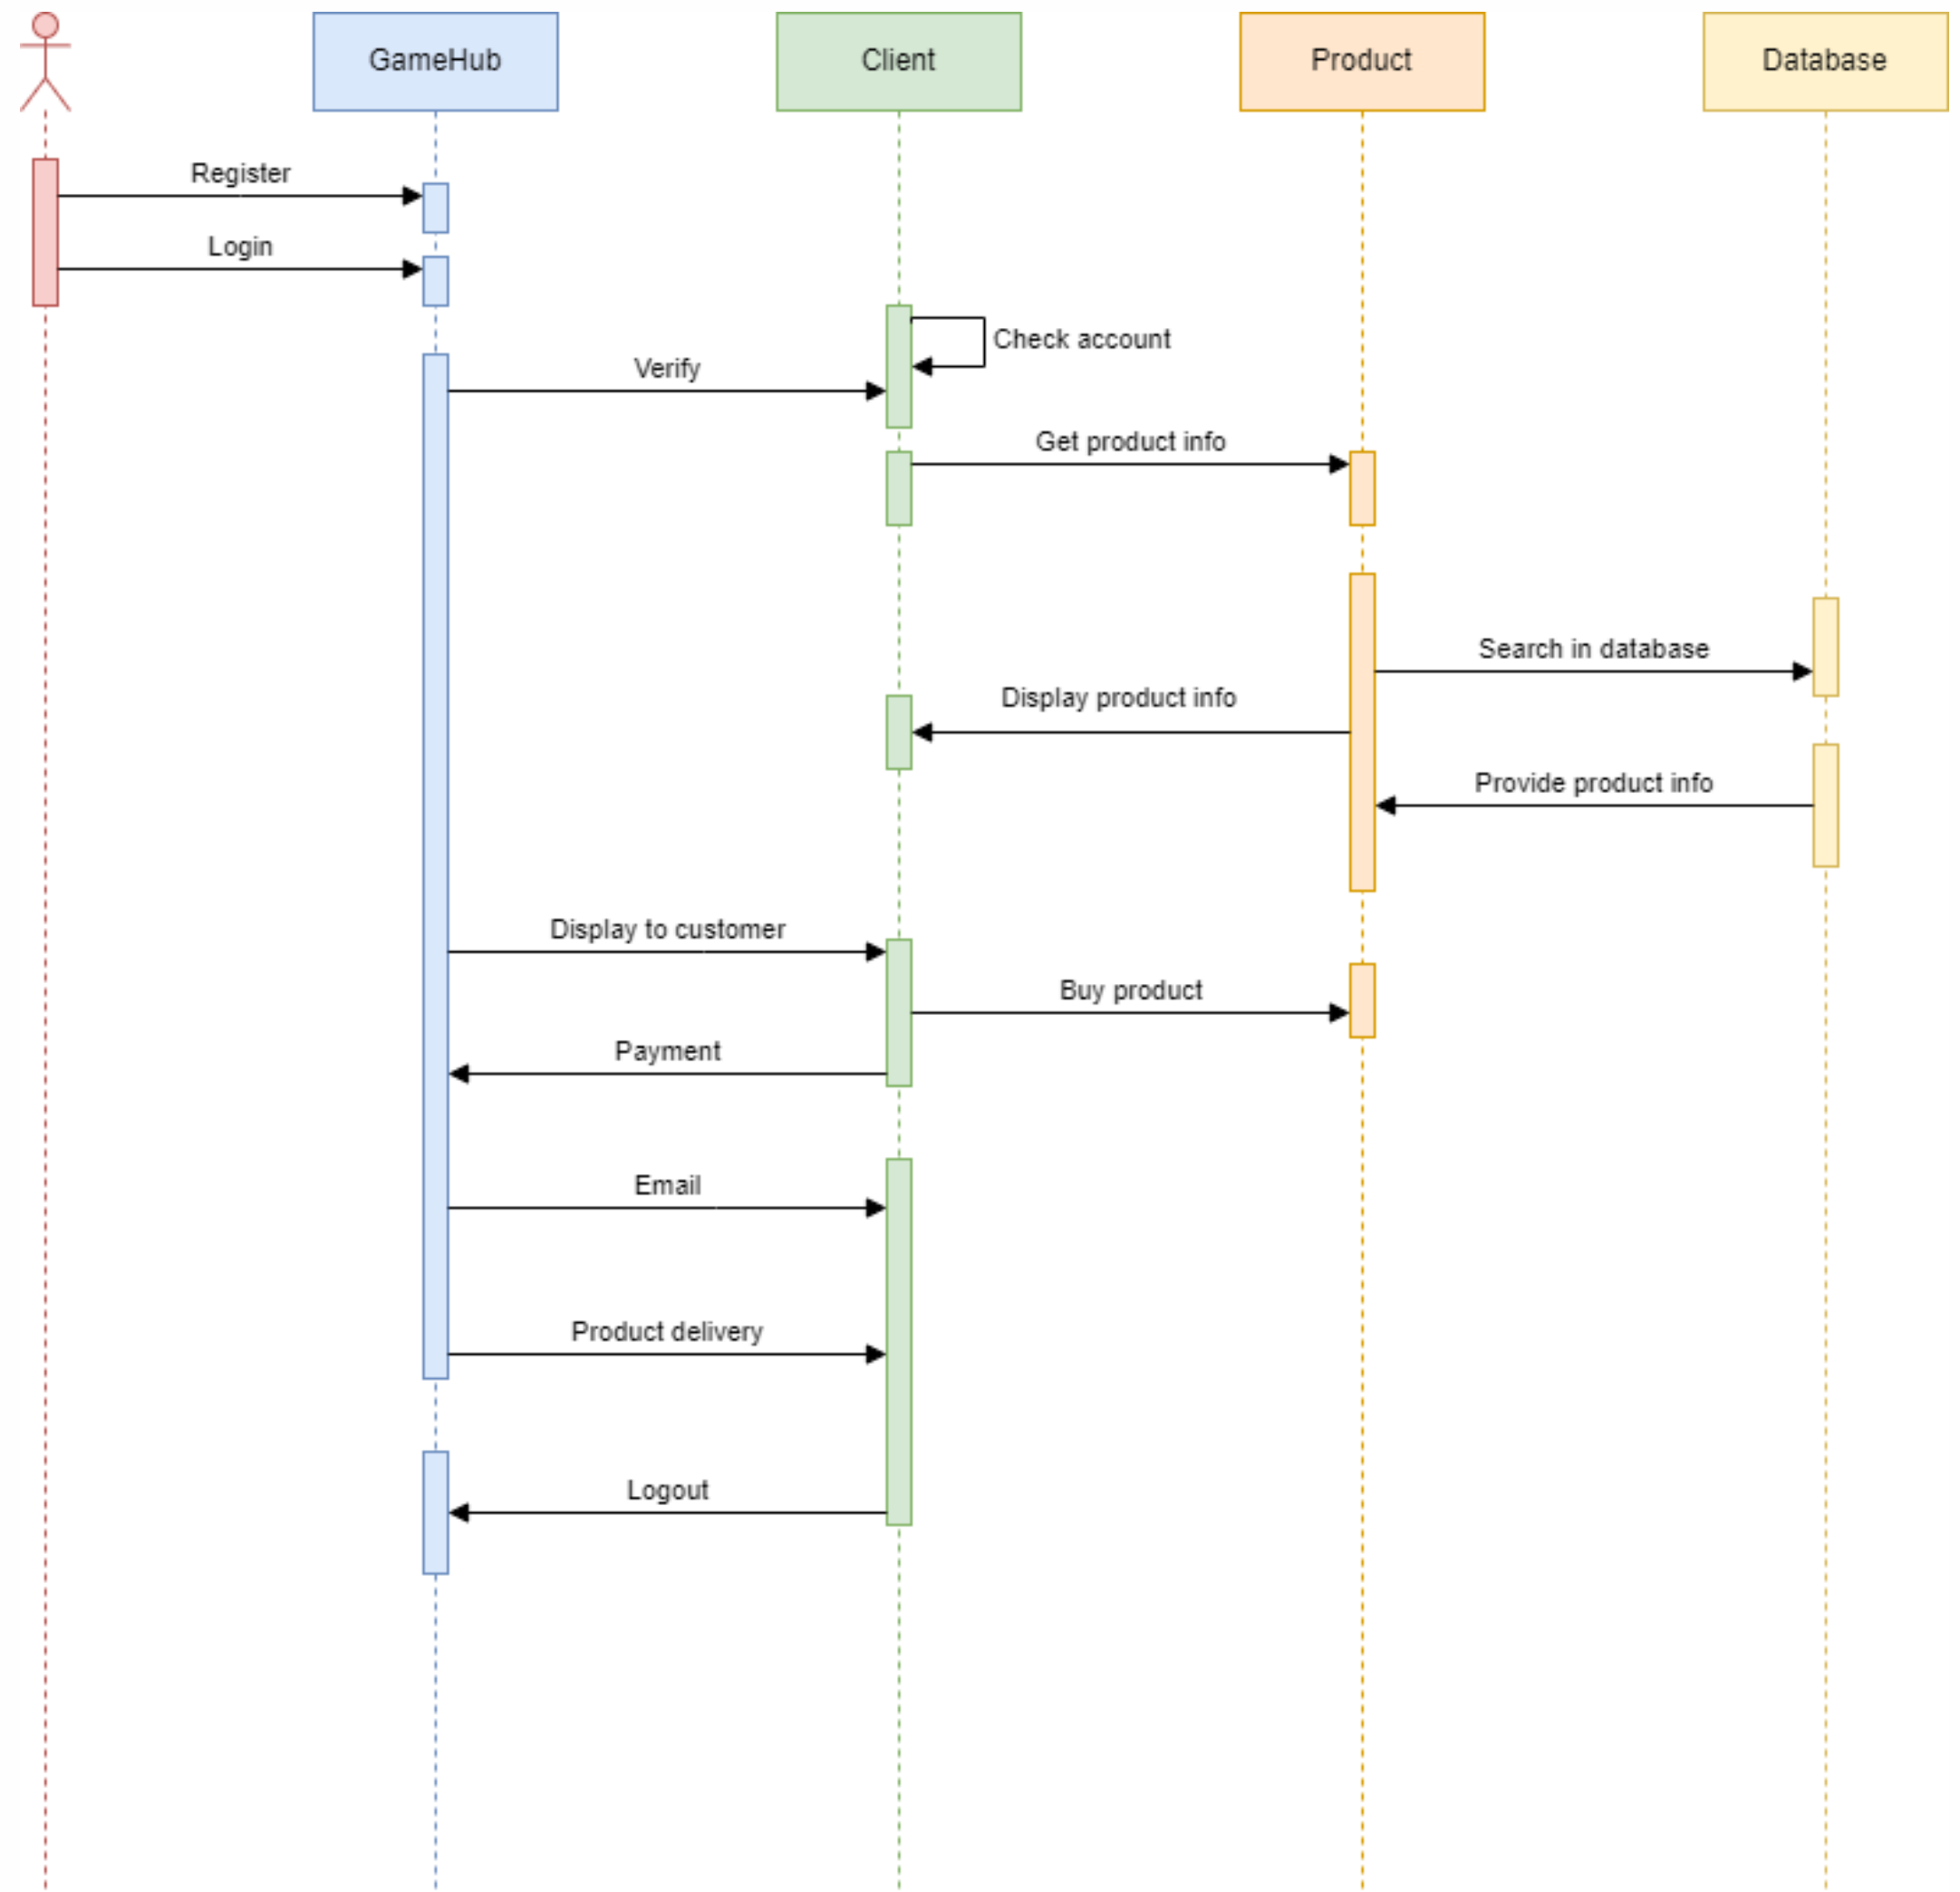 GameHub
Client
Product
Database
Register
Login
Check account
Verify
Get product info
Search in database
Display product info
Provide product info
Display to customer
Buy product
Payment
Email
Product delivery
Logout